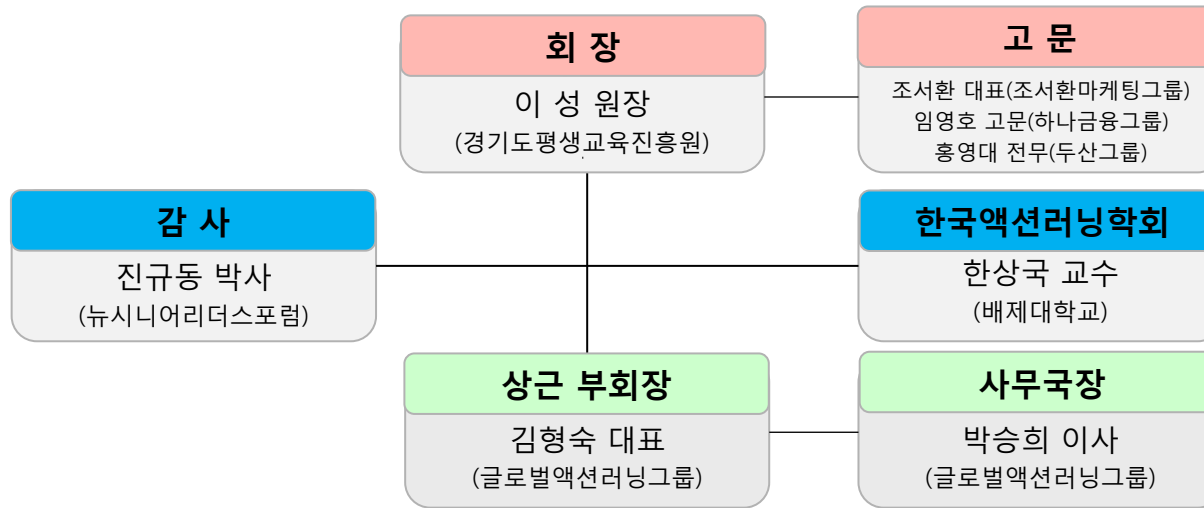 회 장
이 성 원장
(경기도평생교육진흥원)
고 문
조서환 대표(조서환마케팅그룹)
임영호 고문(하나금융그룹)
홍영대 전무(두산그룹)
감 사
진규동 박사
(뉴시니어리더스포럼)
한국액션러닝학회
한상국 교수
(배제대학교)
상근 부회장
김형숙 대표
(글로벌액션러닝그룹)
사무국장
박승희 이사
(글로벌액션러닝그룹)